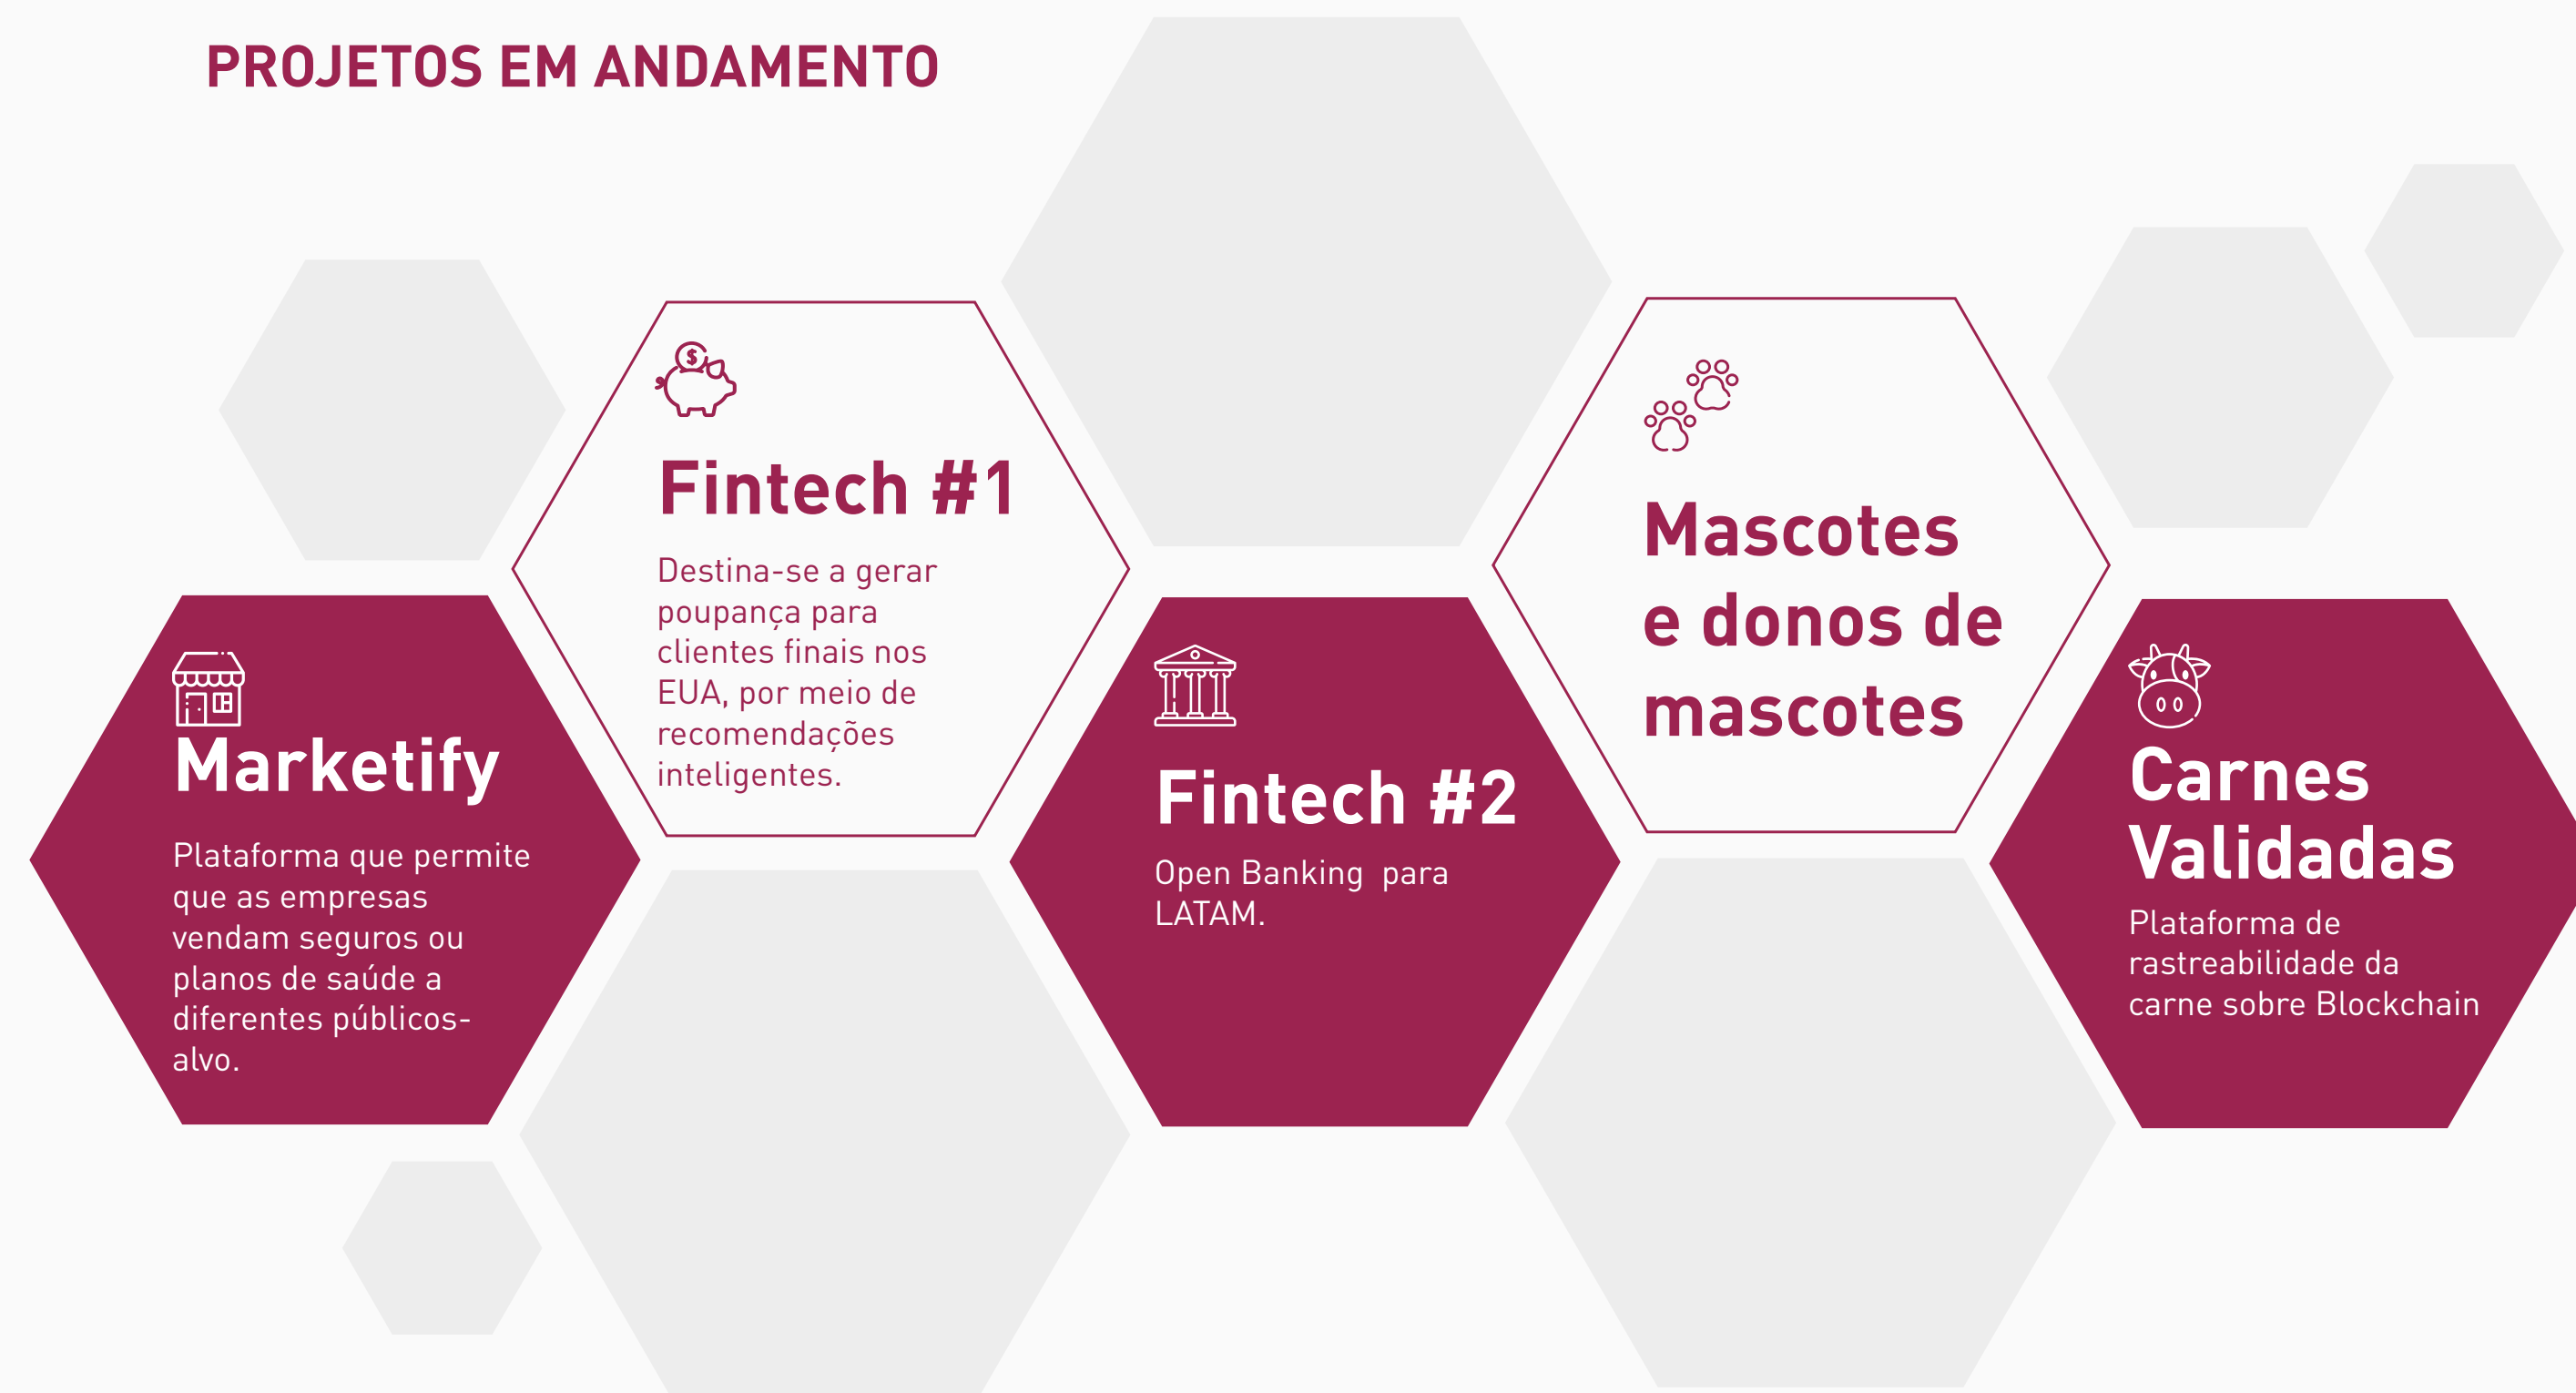 PROJETOS EM ANDAMENTO
Marketify
Plataforma que permite
que as empresas
vendam seguros ou
planos de saúde a
diferentes públicos-
alvo.
$
Fintech #1
Destina-se a gerar
poupança para
clientes finais nos
EUA, por meio de
recomendações
inteligentes.
Fintech #2
Open Banking  para
LATAM.
Mascotes
e donos de
mascotes
Carnes
Validadas
Plataforma de
rastreabilidade da
carne sobre Blockchain